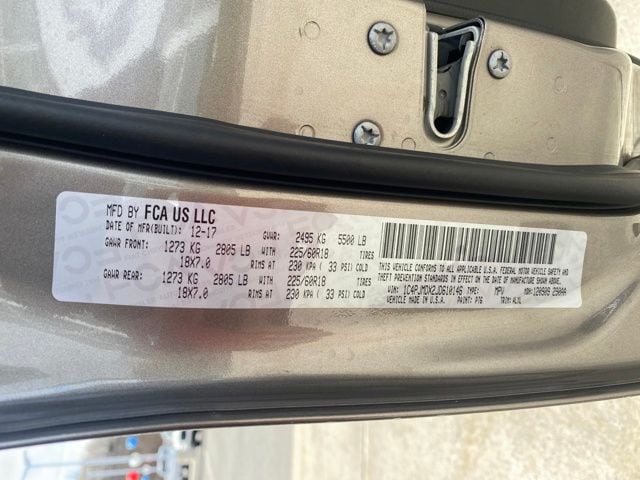 MFD BY FCA US LLC
DATE OF MFR(BUILT): 12-17 GVWR: 2495 KG 5500 LB
GAWR FRONT: 1273 KG 2805 LB WITH 225/60R18 TIRES
18X7.0 RIMS AT 230 KPA ( 33 PSI) COLD
GAWR REAR: 1273 KG 2805 LB WITH 225/60R18 TIRES
18X7.0 RIMS AT 230 KPA ( 33 PSI) COLD
THIS VEHICLE CONFORMS TO ALL APPLICABLE U.S.A. FEDERAL MOTOR VEHICLE SAFETY AND
THEFT PREVENTION STANDARDS IN EFFECT ON THE DATE OF MANUFACTURE SHOWN ABOVE.
VIN: TYPE: MPV MDH:
VEHICLE MADE IN U.S.A. PAINT: TRIM: